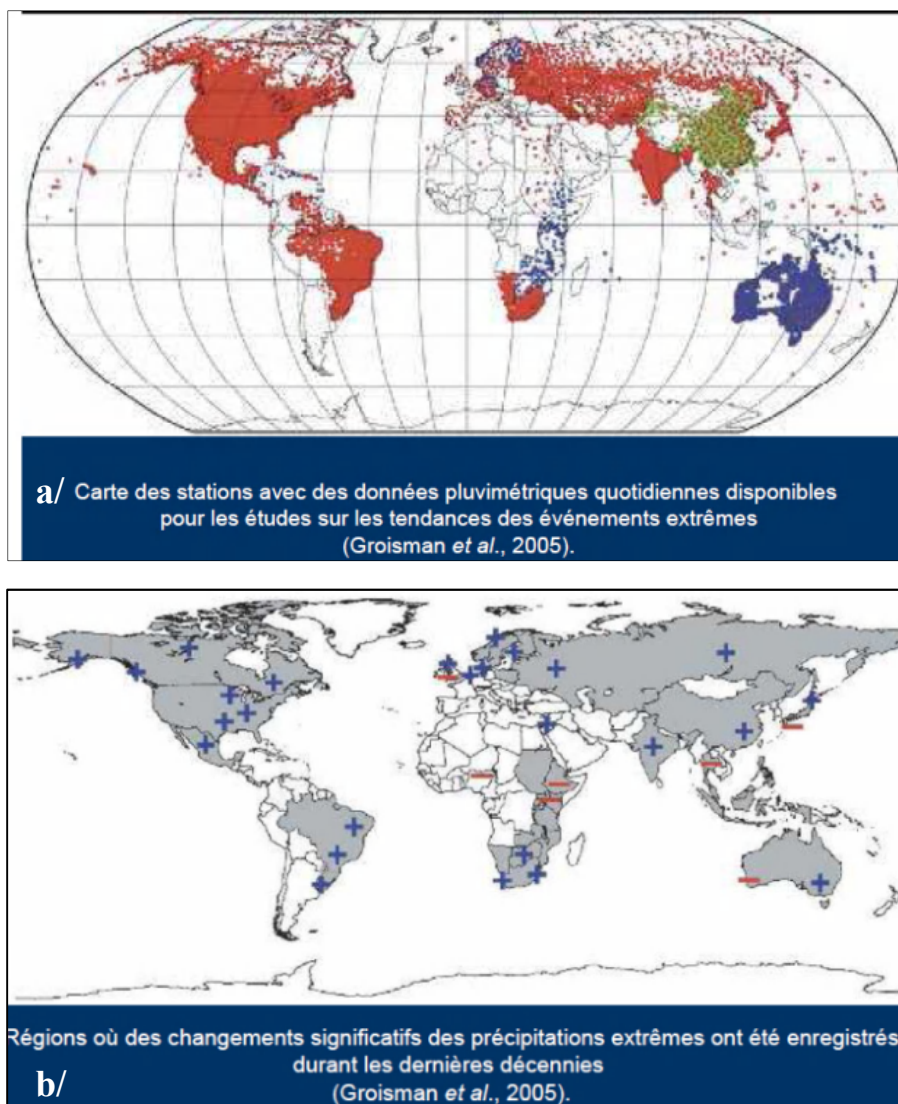 a/ Carte des stations avec des données pluvimétriques quotidiennes disponibles
pour les études sur les tendances des événements extrêmes
(Groisman et al., 2005).
Régions où des changements significatifs des précipitations extrêmes ont été enregistrés
durant les dernières décennies
b/ (Groisman et al., 2005).